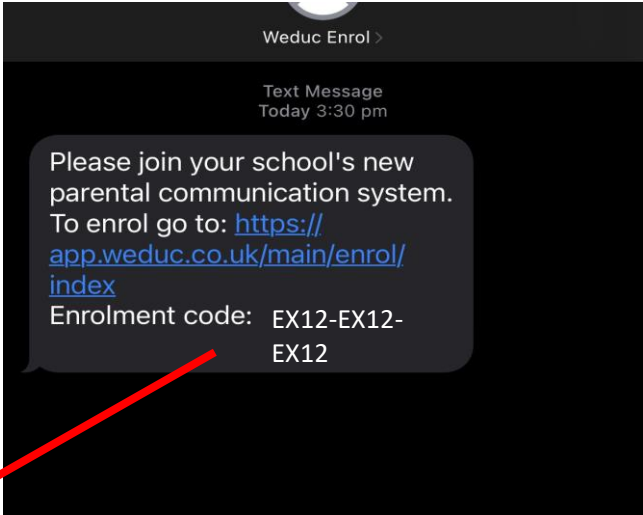 Weduc Enrol >
Text Message
Today 3:30 pm
Please join your school's new
parental communication system.
To enrol go to: https://
app.weduc.co.uk/main/enrol/
index
Enrolment code: EX12-EX12-
EX12